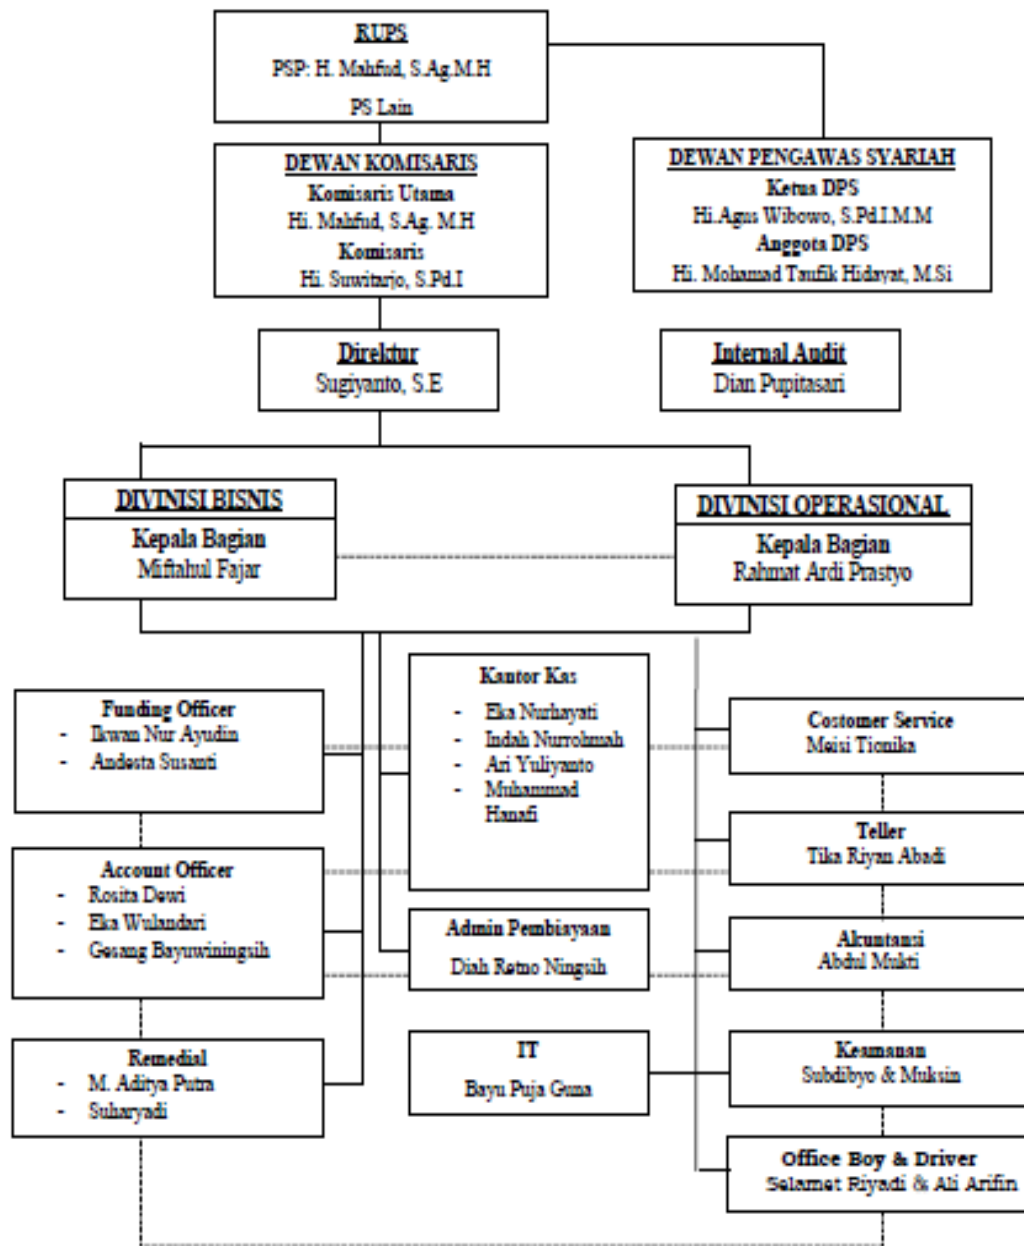 RUPS
PSP: H. Mahfud, S.Ag.M.H
PS Lain
DEWAN KOMISARIS
Komisaris Utama
Hi. Mahfud, S.Ag. M.H
Komisaris
Hi. Suwitarjo, S.Pd.I
DEWAN PENGAWAS SYARIAH
Ketua DPS
Hi.Agus Wibowo, S.Pd.I.M.M
Anggota DPS
Hi. Mohamad Taufik Hidayat, M.Si
Direktur
Sugiyanto, S.E
Internal Audit
Dian Pupitasari
DIVINISI BISNIS
Kepala Bagian
Miftahul Fajar
DIVINISI OPERASIONAL
Kepala Bagian
Rahmat Ardi Prastyo
Funding Officer
- Ikwan Nur Ayudin
- Andesta Susanti
Account Officer
- Rosita Dewi
- Eka Wulandari
- Gesang Bayuwiningsih
Remedial
- M. Aditya Putra
- Suharyadi
Kantor Kas
- Eka Nurhayati
- Indah Nurrohmah
- Ari Yuliyanto
- Muhammad
Hanafi
Admin Pembiayaan
Diah Retno Ningsih
IT
Bayu Puja Guna
Costomer Service
Meisi Tionika
Teller
Tika Riyan Abadi
Akuntansi
Abdul Mukti
Keamanan
Subdibyo & Muksin
Office Boy & Driver
Selamet Riyadi & Ali Arifin